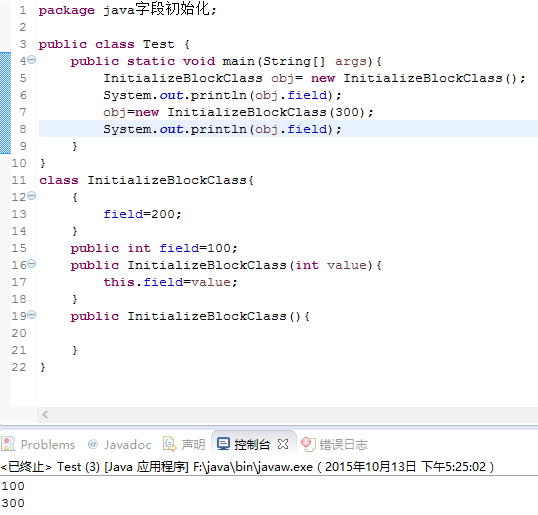 1 package java字段初始化;
2
3 public class Test {
4 public static void main(String[] args){
5 InitializeBlockClass obj= new InitializeBlockClass();
6 System.out.println(obj.field);
7 obj=new InitializeBlockClass(300);
8 System.out.println(obj.field);
9 }
10 }
11 class InitializeBlockClass{
12 {
13 field=200;
14 }
15 public int field=100;
16 public InitializeBlockClass(int value){
17 this.field=value;
18 }
19 public InitializeBlockClass(){
20
21 }
22 }
Problems @ Javadoc 声明 控制台 错误日志
<已终止> Test (3) [Java 应用程序] F:\java\bin\javaw.exe ( 2015年10月13日 下午5:25:02 )
100
300